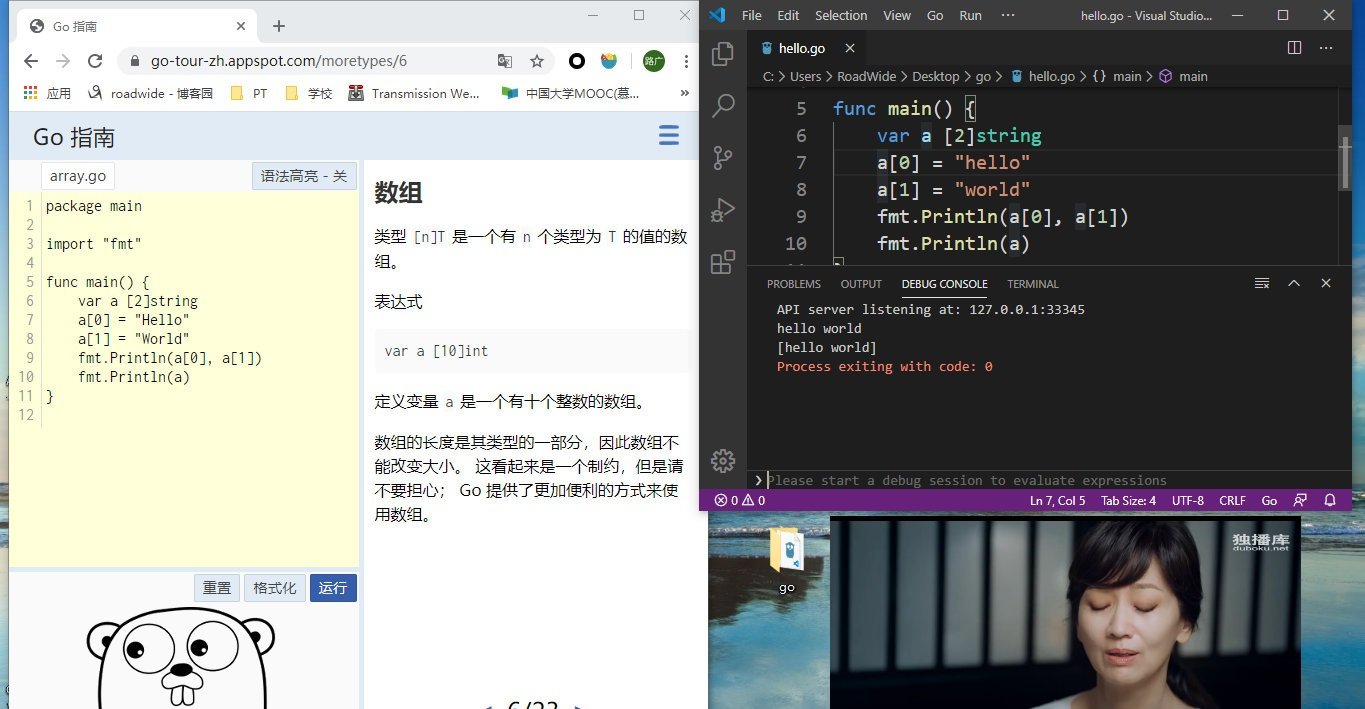 Go 指南
go-tour-zh.appspot.com/moretypes/6
路广
应用
roadwide - 博客园
PT
学校
Transmission We...
中国大学MOOC(慕...
»
Go 指南
array.go
语法高亮 - 关
1 package main
2
3 import "fmt"
4
5 func main() {
6 var a [2]string
7 a[0] = "Hello"
8 a[1] = "World"
9 fmt.Println(a[0], a[1])
10 fmt.Println(a)
11 }
12
重置
格式化
运行
数组
类型 [n]T 是一个有 n 个类型为 T 的值的数
组。
表达式
var a [10]int
定义变量 a 是一个有十个整数的数组。
数组的长度是其类型的一部分，因此数组不
能改变大小。 这看起来是一个制约，但是请
不要担心； Go 提供了更加便利的方式来使
用数组。
6/23
File Edit Selection View Go Run ··· hello.go - Visual Studio...
hello.go
C: > Users > RoadWide > Desktop > go > hello.go > {} main > main
5 func main() {
6 var a [2]string
7 a[0] = "hello"
8 a[1] = "world"
9 fmt.Println(a[0], a[1])
10 fmt.Println(a)
PROBLEMS OUTPUT DEBUG CONSOLE TERMINAL
API server listening at: 127.0.0.1:33345
hello world
[hello world]
Process exiting with code: 0
Please start a debug session to evaluate expressions
0 0 Ln 7, Col 5 Tab Size: 4 UTF-8 CRLF Go
go
独播库
duboku.net